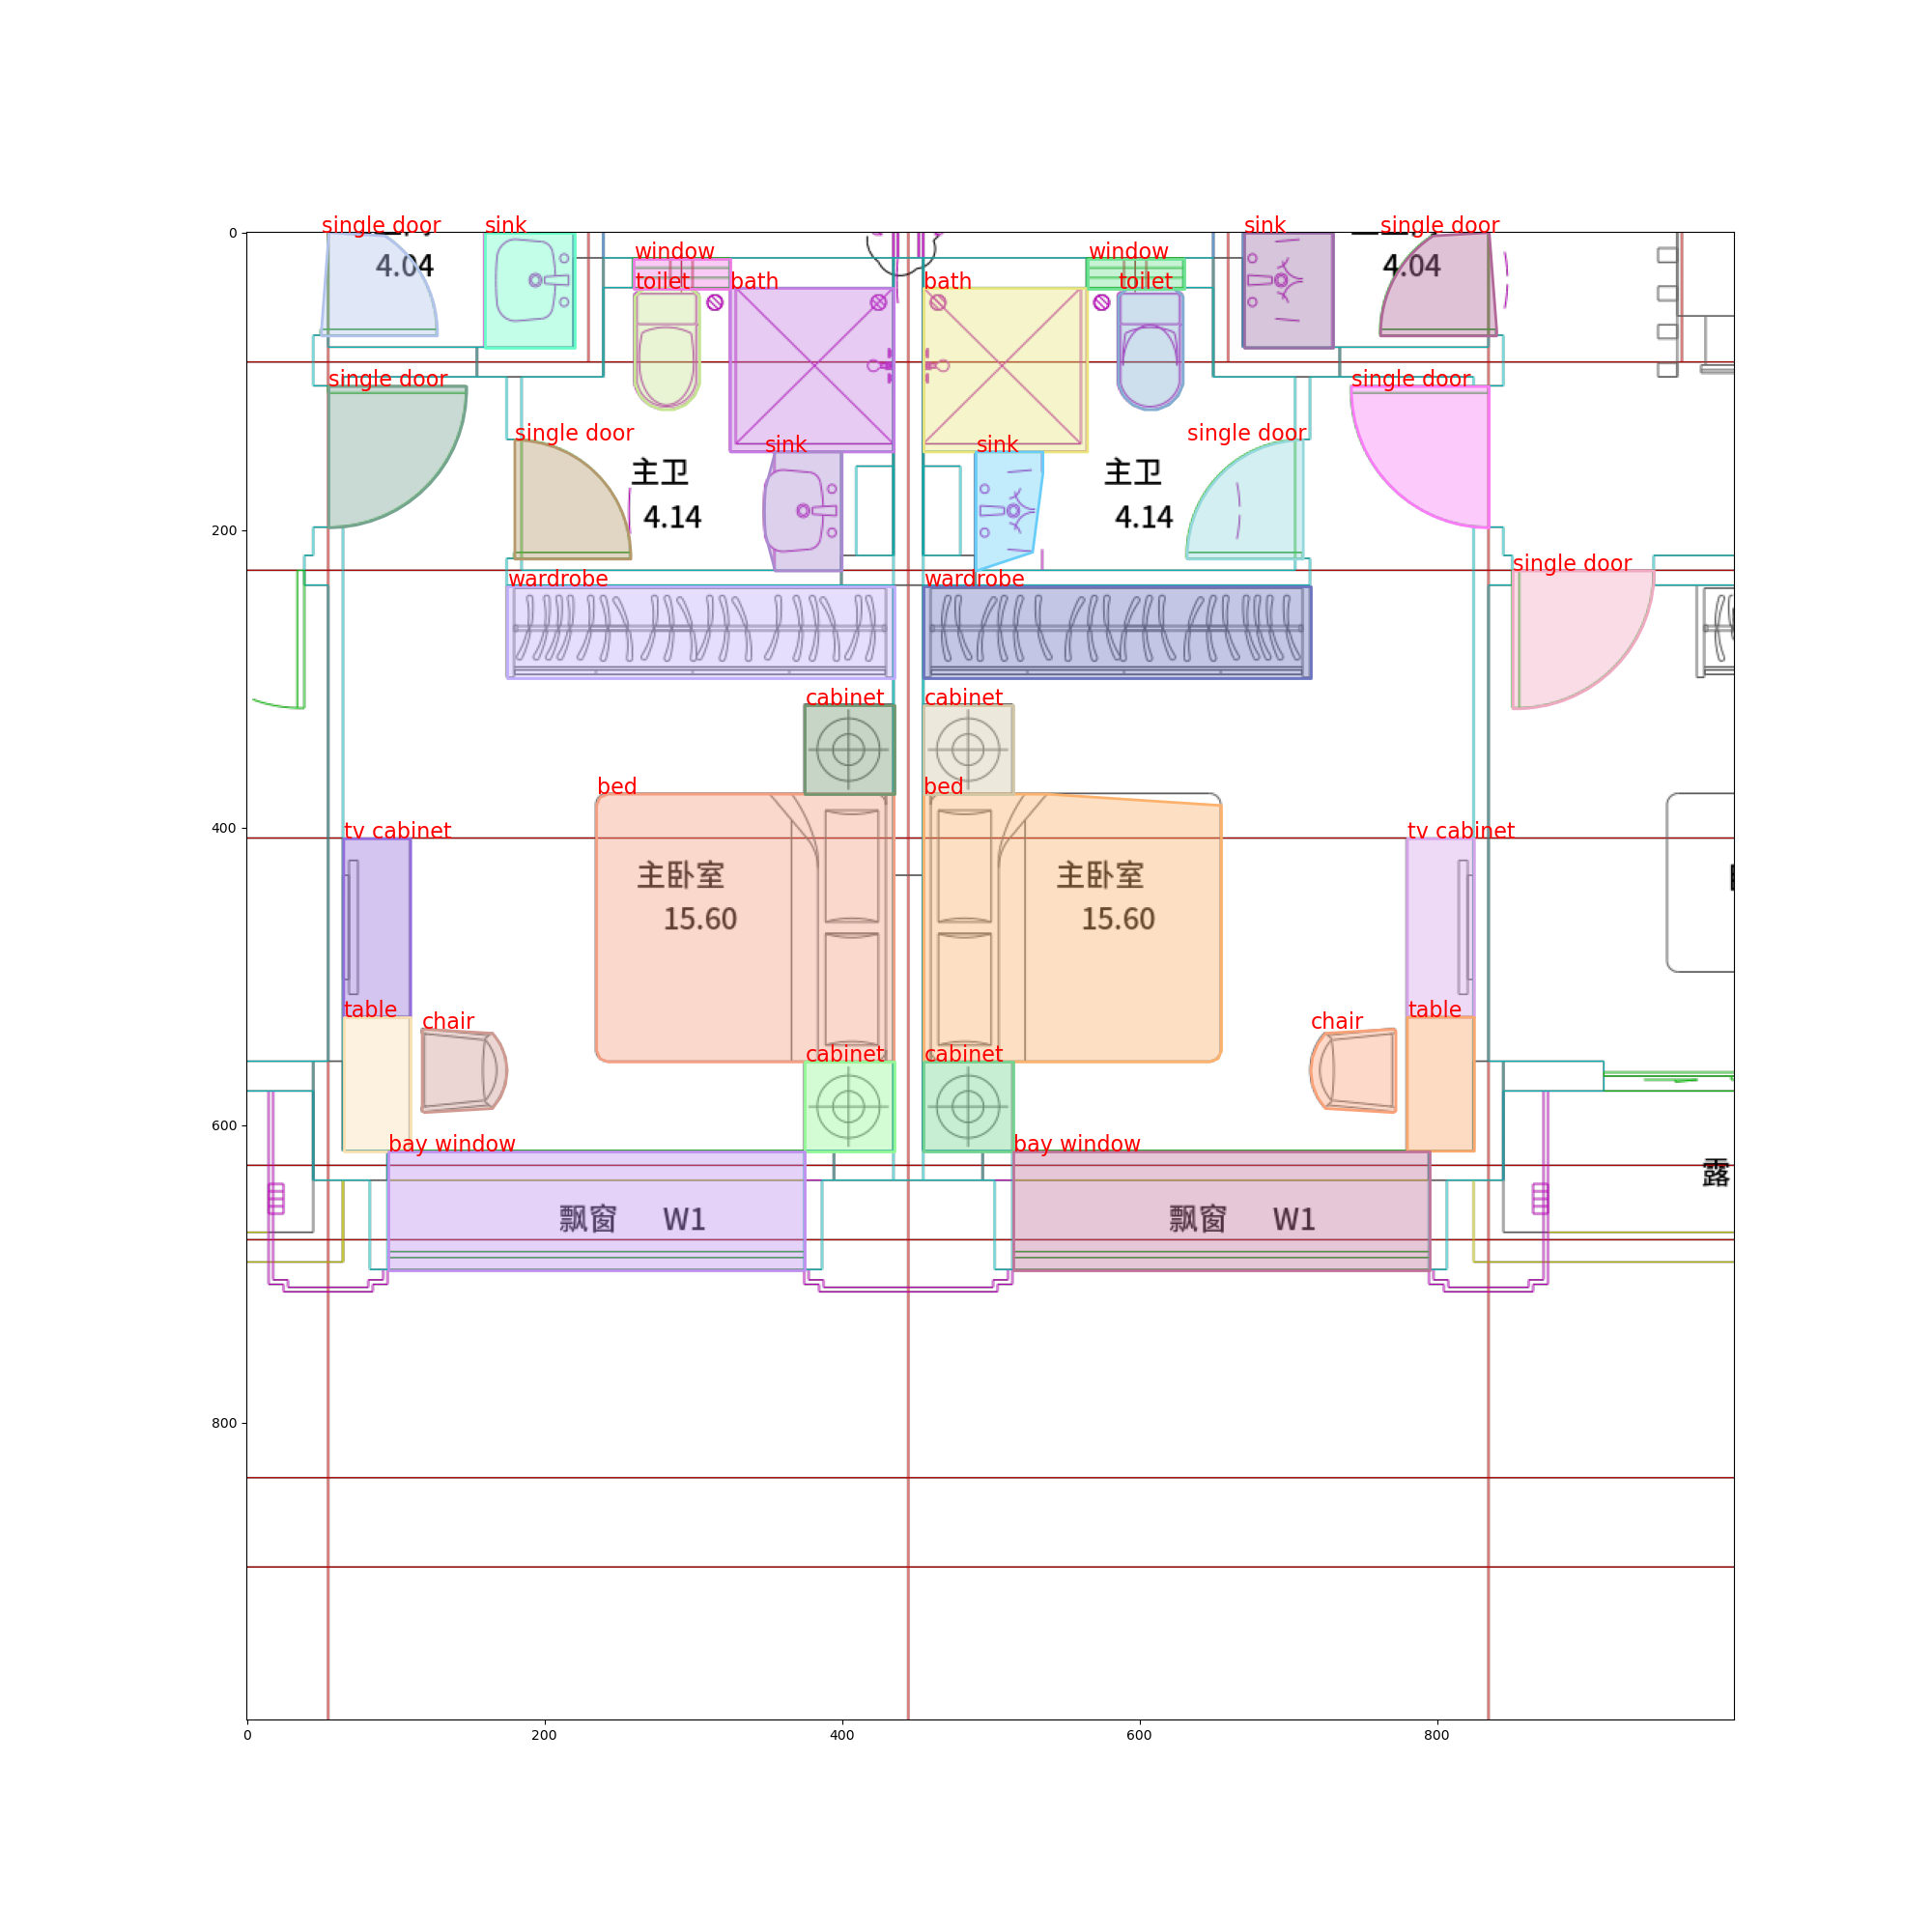 single door
sink
sink
single door
4.04
4.04
window
window
toilet
bath
bath
toilet
single door
single door
single door
sink
sink
single door
主卫
主卫
4.14
4.14
single door
wardrobe
wardrobe
cabinet
cabinet
bed
bed
tv cabinet
tv cabinet
主卧室
主卧室
15.60
15.60
table
chair
chair
table
cabinet
cabinet
bay window
bay window
露
飘窗 W1
飘窗 W1
0
200
400
600
800
0
200
400
600
800